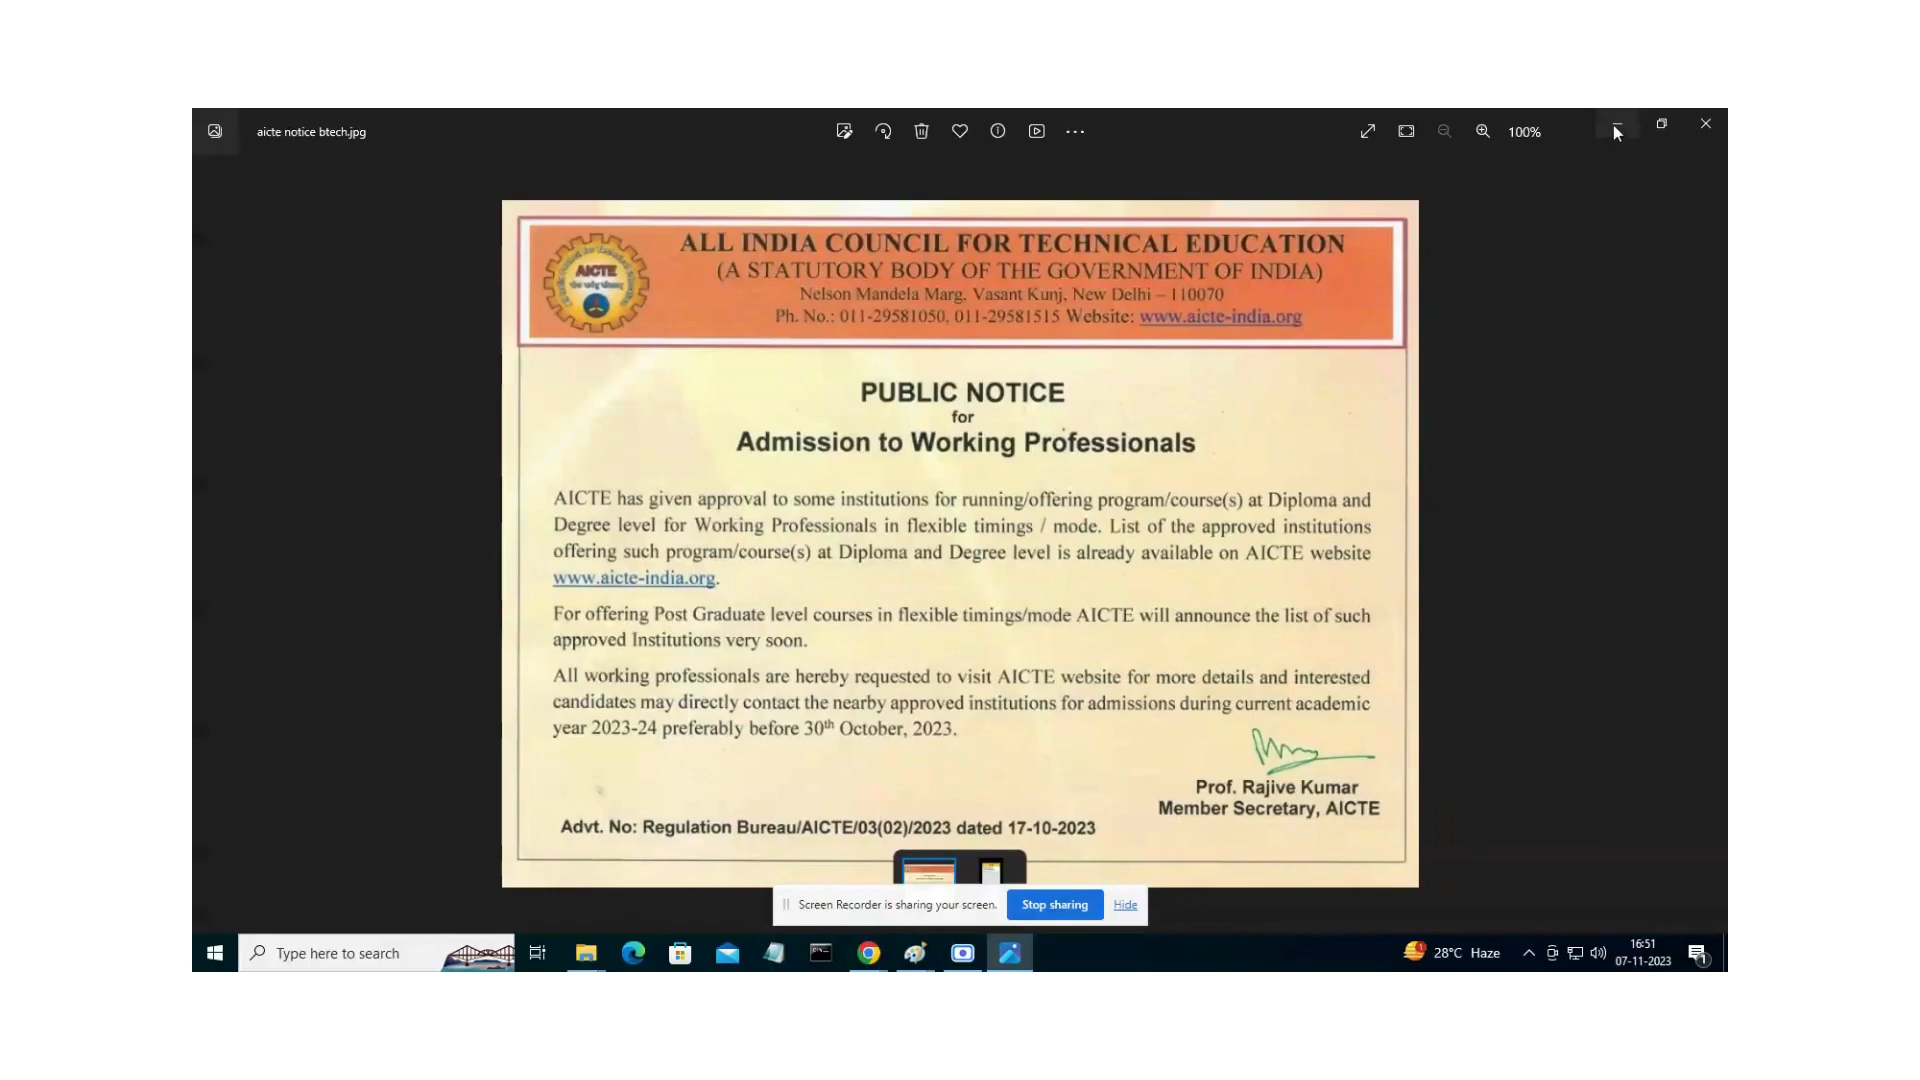 aicte notice btech.jpg
100%
AICTE
ALL INDIA COUNCIL FOR TECHNICAL EDUCATION
(A STATUTORY BODY OF THE GOVERNMENT OF INDIA)
Nelson Mandela Marg, Vasant Kunj, New Delhi – 110070
Ph. No.: 011-29581050, 011-29581515 Website: www.aicte-india.org
PUBLIC NOTICE
for
Admission to Working Professionals
AICTE has given approval to some institutions for running/offering program/course(s) at Diploma and
Degree level for Working Professionals in flexible timings / mode. List of the approved institutions
offering such program/course(s) at Diploma and Degree level is already available on AICTE website
www.aicte-india.org.
For offering Post Graduate level courses in flexible timings/mode AICTE will announce the list of such
approved Institutions very soon.
All working professionals are hereby requested to visit AICTE website for more details and interested
candidates may directly contact the nearby approved institutions for admissions during current academic
year 2023-24 preferably before 30th October, 2023.
Prof. Rajive Kumar
Member Secretary, AICTE
Advt. No: Regulation Bureau/AICTE/03(02)/2023 dated 17-10-2023
Screen Recorder is sharing your screen. Stop sharing Hide
Type here to search
28°C Haze
16:51
07-11-2023
1